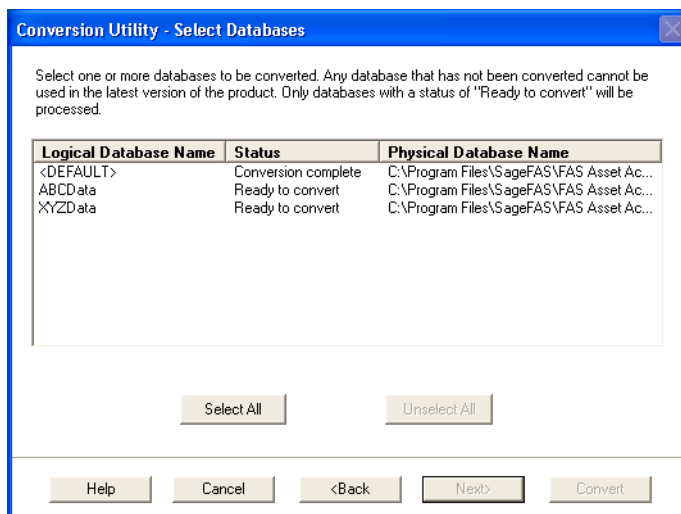 Conversion Utility - Select Databases
Select one or more databases to be converted. Any database that has not been converted cannot be
used in the latest version of the product. Only databases with a status of "Ready to convert" will be
processed.
Logical Database Name Status Physical Database Name
<DEFAULT> Conversion complete C:\Program Files\SageFAS\FAS Asset Ac...
ABCData Ready to convert C:\Program Files\SageFAS\FAS Asset Ac...
XYZData Ready to convert C:\Program Files\SageFAS\FAS Asset Ac...
Select All Unselect All
Help Cancel <Back Next> Convert